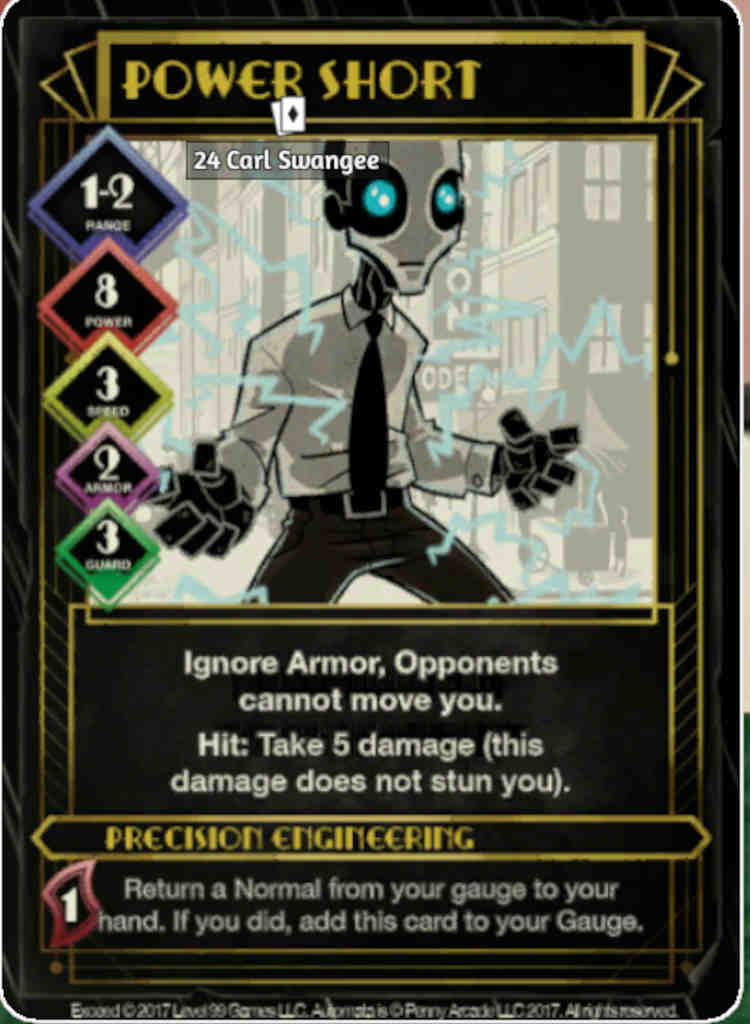 POWER SHORT
24 Carl Swangee
1-2
RANGE
8
POWER
3
SPEED
2
ARMOR
3
GUARD
ODEON
Ignore Armor, Opponents
cannot move you.
Hit: Take 5 damage (this
damage does not stun you).
PRECISION ENGINEERING
1
Return a Normal from your gauge to your
hand. If you did, add this card to your Gauge.
Exceed © 2017 Level 99 Games LLC. Automata is © Penny Arcade LLC 2017. All rights reserved.